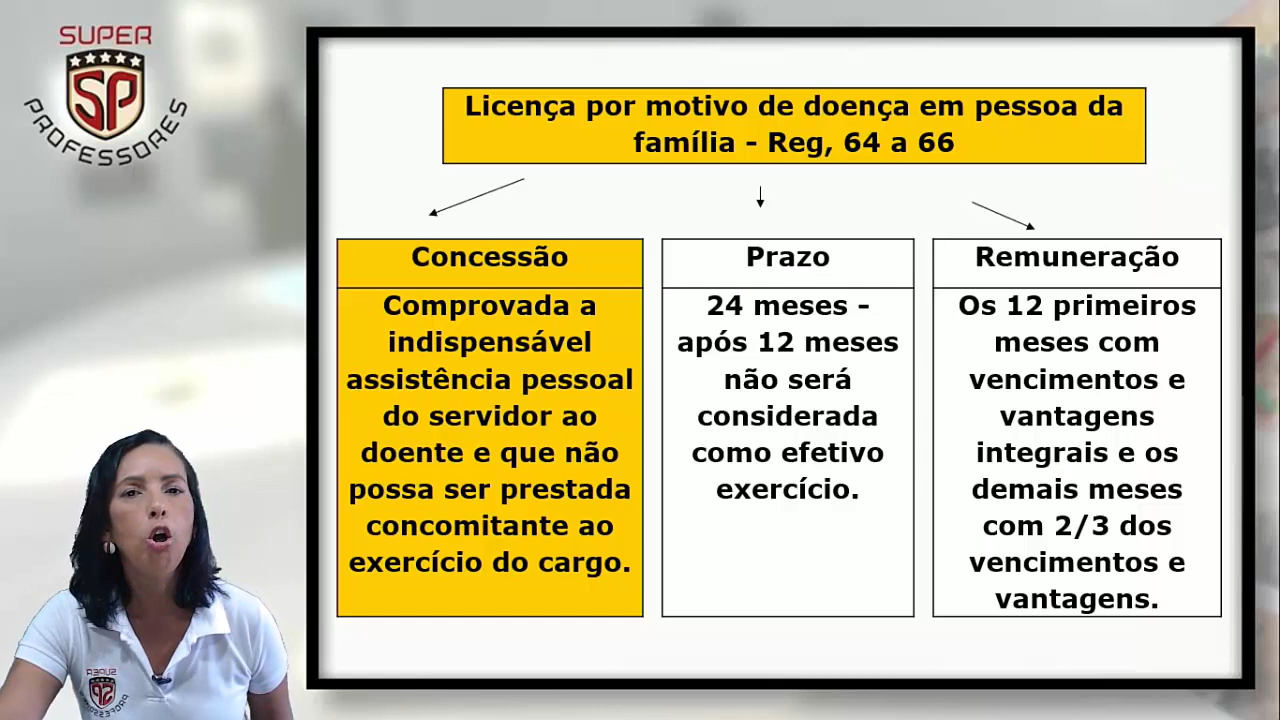 SUPER
SP
PROFESSORES
Licença por motivo de doença em pessoa da
família - Reg, 64 a 66
Concessão
Comprovada a
indispensável
assistência pessoal
do servidor ao
doente e que não
possa ser prestada
concomitante ao
exercício do cargo.
Prazo
24 meses -
após 12 meses
não será
considerada
como efetivo
exercício.
Remuneração
Os 12 primeiros
meses com
vencimentos e
vantagens
integrais e os
demais meses
com 2/3 dos
vencimentos e
vantagens.
SUPER
SP
PROFESSORES